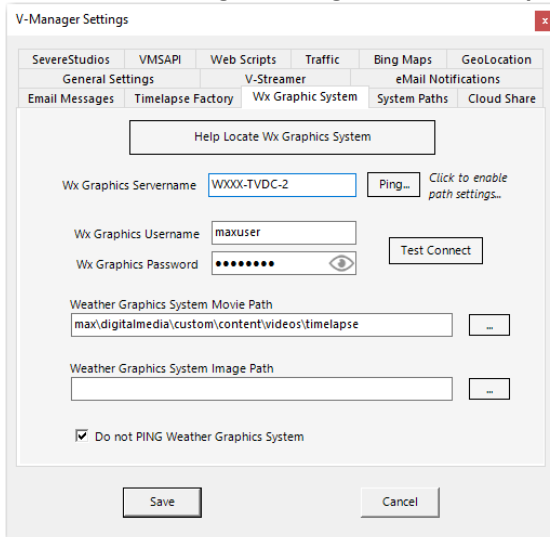 V-Manager Settings
x
SevereStudios VMSAPI Web Scripts Traffic Bing Maps GeoLocation
General Settings V-Streamer eMail Notifications
Email Messages Timelapse Factory Wx Graphic System System Paths Cloud Share
Help Locate Wx Graphics System
Wx Graphics Servername WXXX-TVDC-2 Ping... Click to enable
path settings...
Wx Graphics Username maxuser
Test Connect
Wx Graphics Password ●●●●●●●●
Weather Graphics System Movie Path
max\digitalmedia\custom\content\videos\timelapse ...
Weather Graphics System Image Path
...
Do not PING Weather Graphics System
Save Cancel